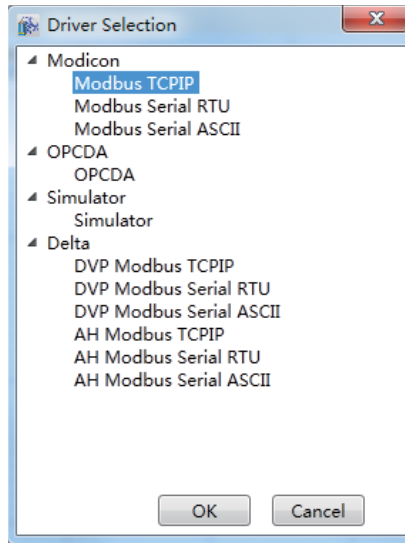 Driver Selection
Modicon
Modbus TCPIP
Modbus Serial RTU
Modbus Serial ASCII
OPCDA
OPCDA
Simulator
Simulator
Delta
DVP Modbus TCPIP
DVP Modbus Serial RTU
DVP Modbus Serial ASCII
AH Modbus TCPIP
AH Modbus Serial RTU
AH Modbus Serial ASCII
OK Cancel